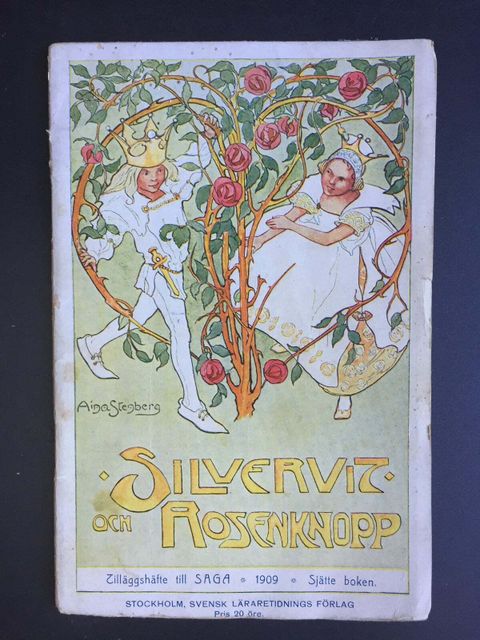 Aina Stenberg
SILVERVIT
OCH ROSENKNOPP
Tilläggshäfte till SAGA * 1909 * Sjätte boken.
STOCKHOLM, SVENSK LÄRARETIDNINGS FÖRLAG
Pris 20 öre.